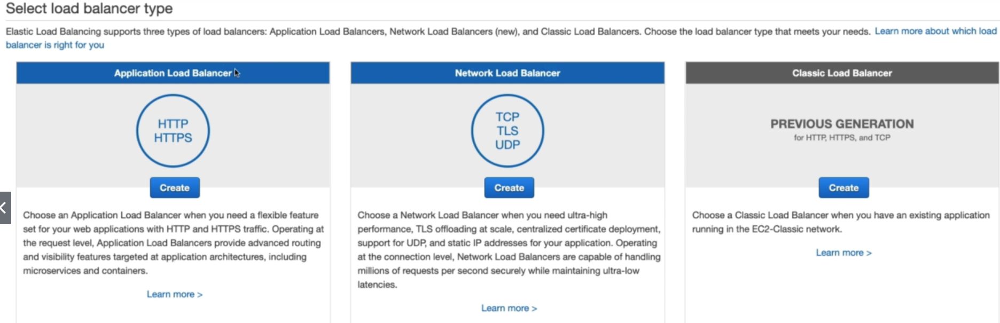 Select load balancer type
Elastic Load Balancing supports three types of load balancers: Application Load Balancers, Network Load Balancers (new), and Classic Load Balancers. Choose the load balancer type that meets your needs. Learn more about which load
balancer is right for you
Application Load Balancer
HTTP
HTTPS
Create
Choose an Application Load Balancer when you need a flexible feature
set for your web applications with HTTP and HTTPS traffic. Operating at
the request level, Application Load Balancers provide advanced routing
and visibility features targeted at application architectures, including
microservices and containers.
Learn more >
Network Load Balancer
TCP
TLS
UDP
Create
Choose a Network Load Balancer when you need ultra-high
performance, TLS offloading at scale, centralized certificate deployment,
support for UDP, and static IP addresses for your application. Operating
at the connection level, Network Load Balancers are capable of handling
millions of requests per second securely while maintaining ultra-low
latencies.
Learn more >
Classic Load Balancer
PREVIOUS GENERATION
for HTTP, HTTPS, and TCP
Create
Choose a Classic Load Balancer when you have an existing application
running in the EC2-Classic network.
Learn more >